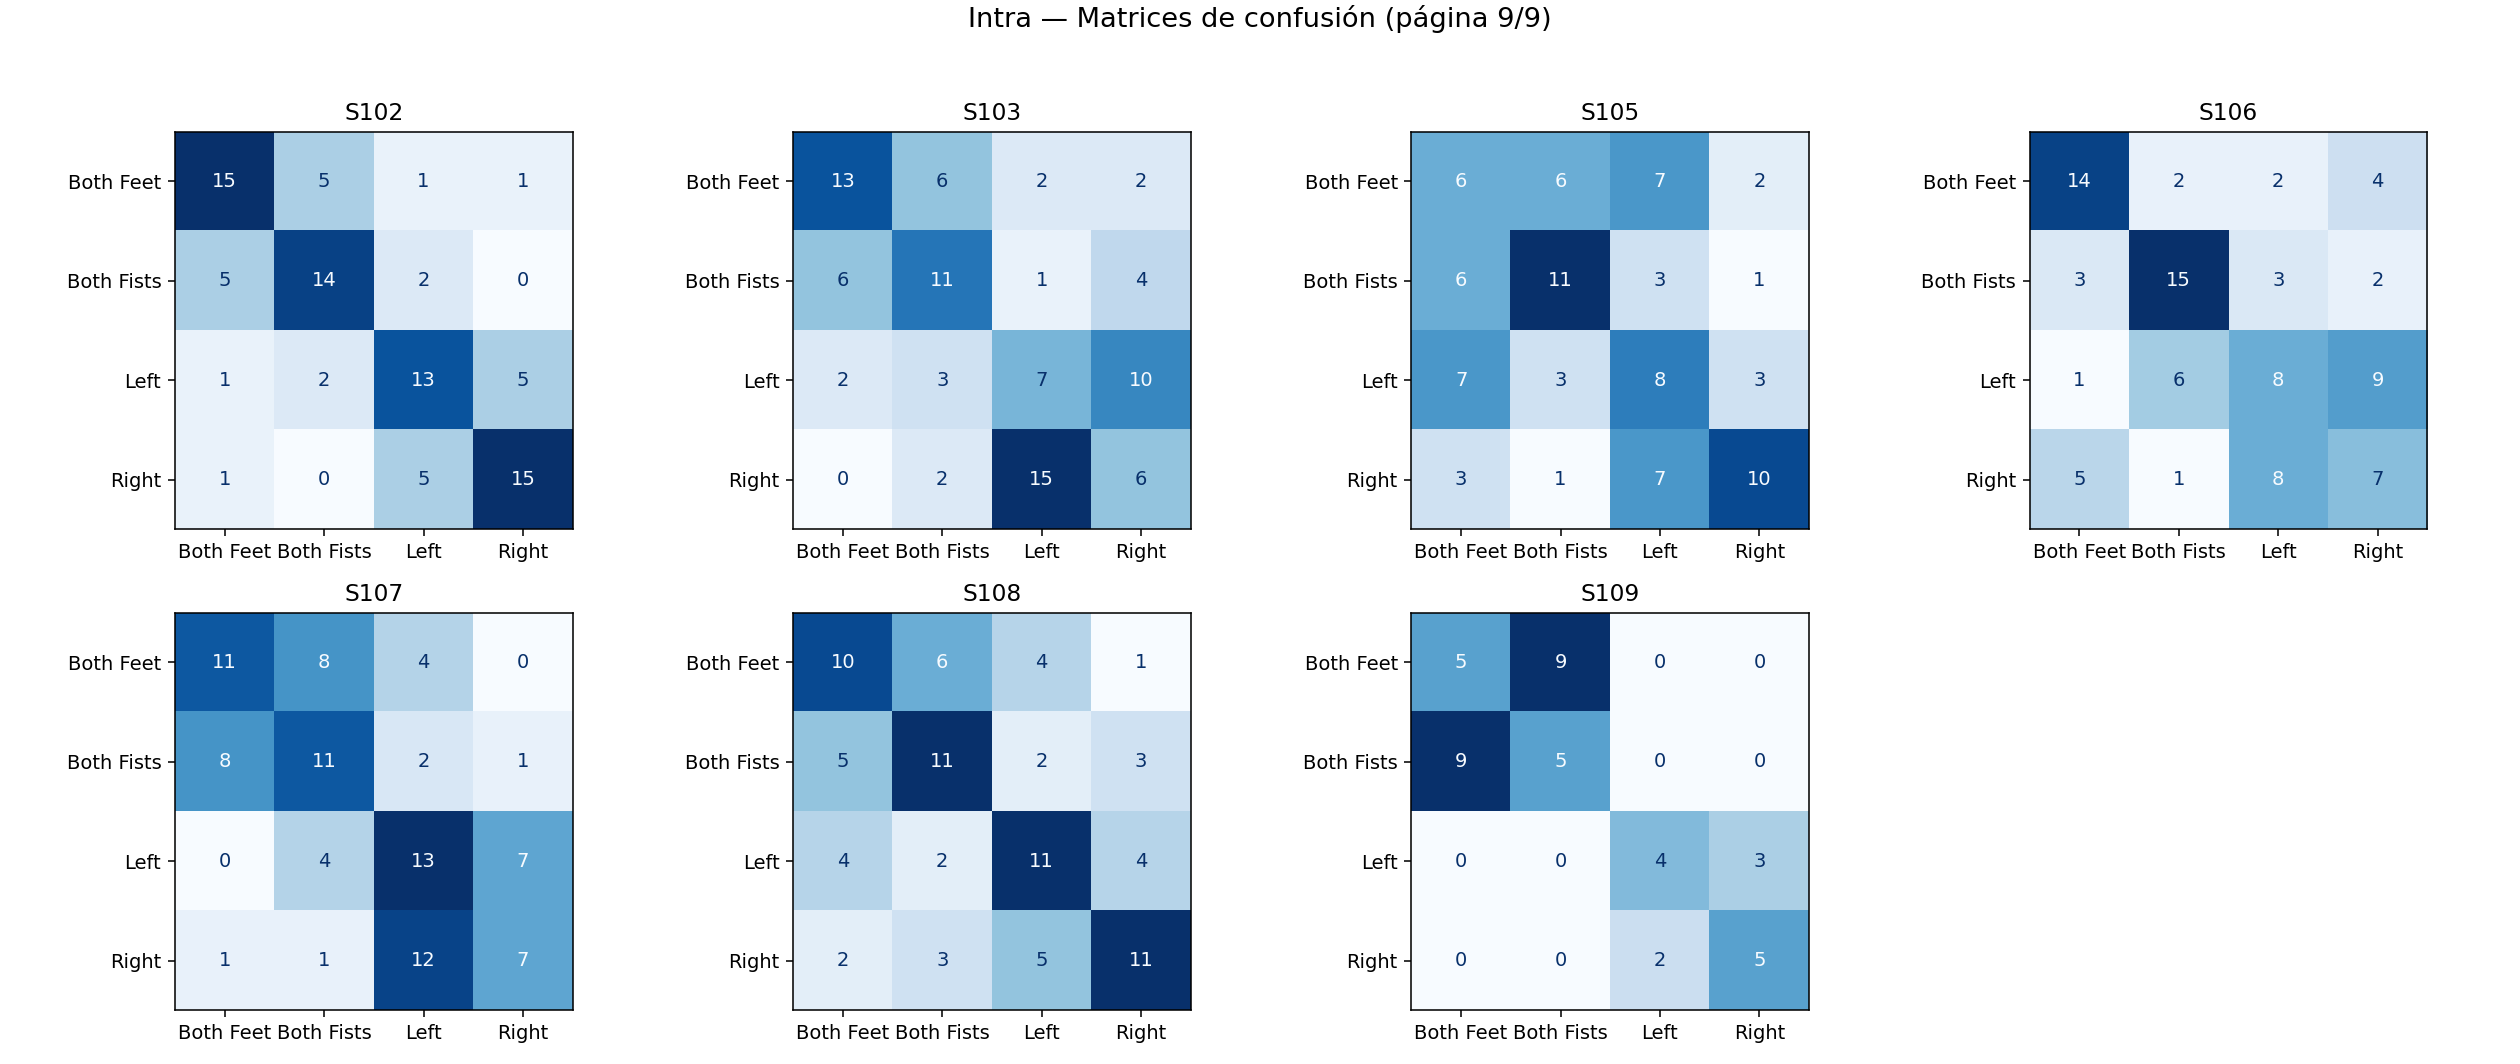 Intra — Matrices de confusión (página 9/9)
S102 S103 S105 S106
Both Feet 15 5 1 1 Both Feet 13 6 2 2 Both Feet 6 6 7 2 Both Feet 14 2 2 4
Both Fists 5 14 2 0 Both Fists 6 11 1 4 Both Fists 6 11 3 1 Both Fists 3 15 3 2
Left 1 2 13 5 Left 2 3 7 10 Left 7 3 8 3 Left 1 6 8 9
Right 1 0 5 15 Right 0 2 15 6 Right 3 1 7 10 Right 5 1 8 7
Both Feet Both Fists Left Right Both Feet Both Fists Left Right Both Feet Both Fists Left Right Both Feet Both Fists Left Right
S107 S108 S109
Both Feet 11 8 4 0 Both Feet 10 6 4 1 Both Feet 5 9 0 0
Both Fists 8 11 2 1 Both Fists 5 11 2 3 Both Fists 9 5 0 0
Left 0 4 13 7 Left 4 2 11 4 Left 0 0 4 3
Right 1 1 12 7 Right 2 3 5 11 Right 0 0 2 5
Both Feet Both Fists Left Right Both Feet Both Fists Left Right Both Feet Both Fists Left Right